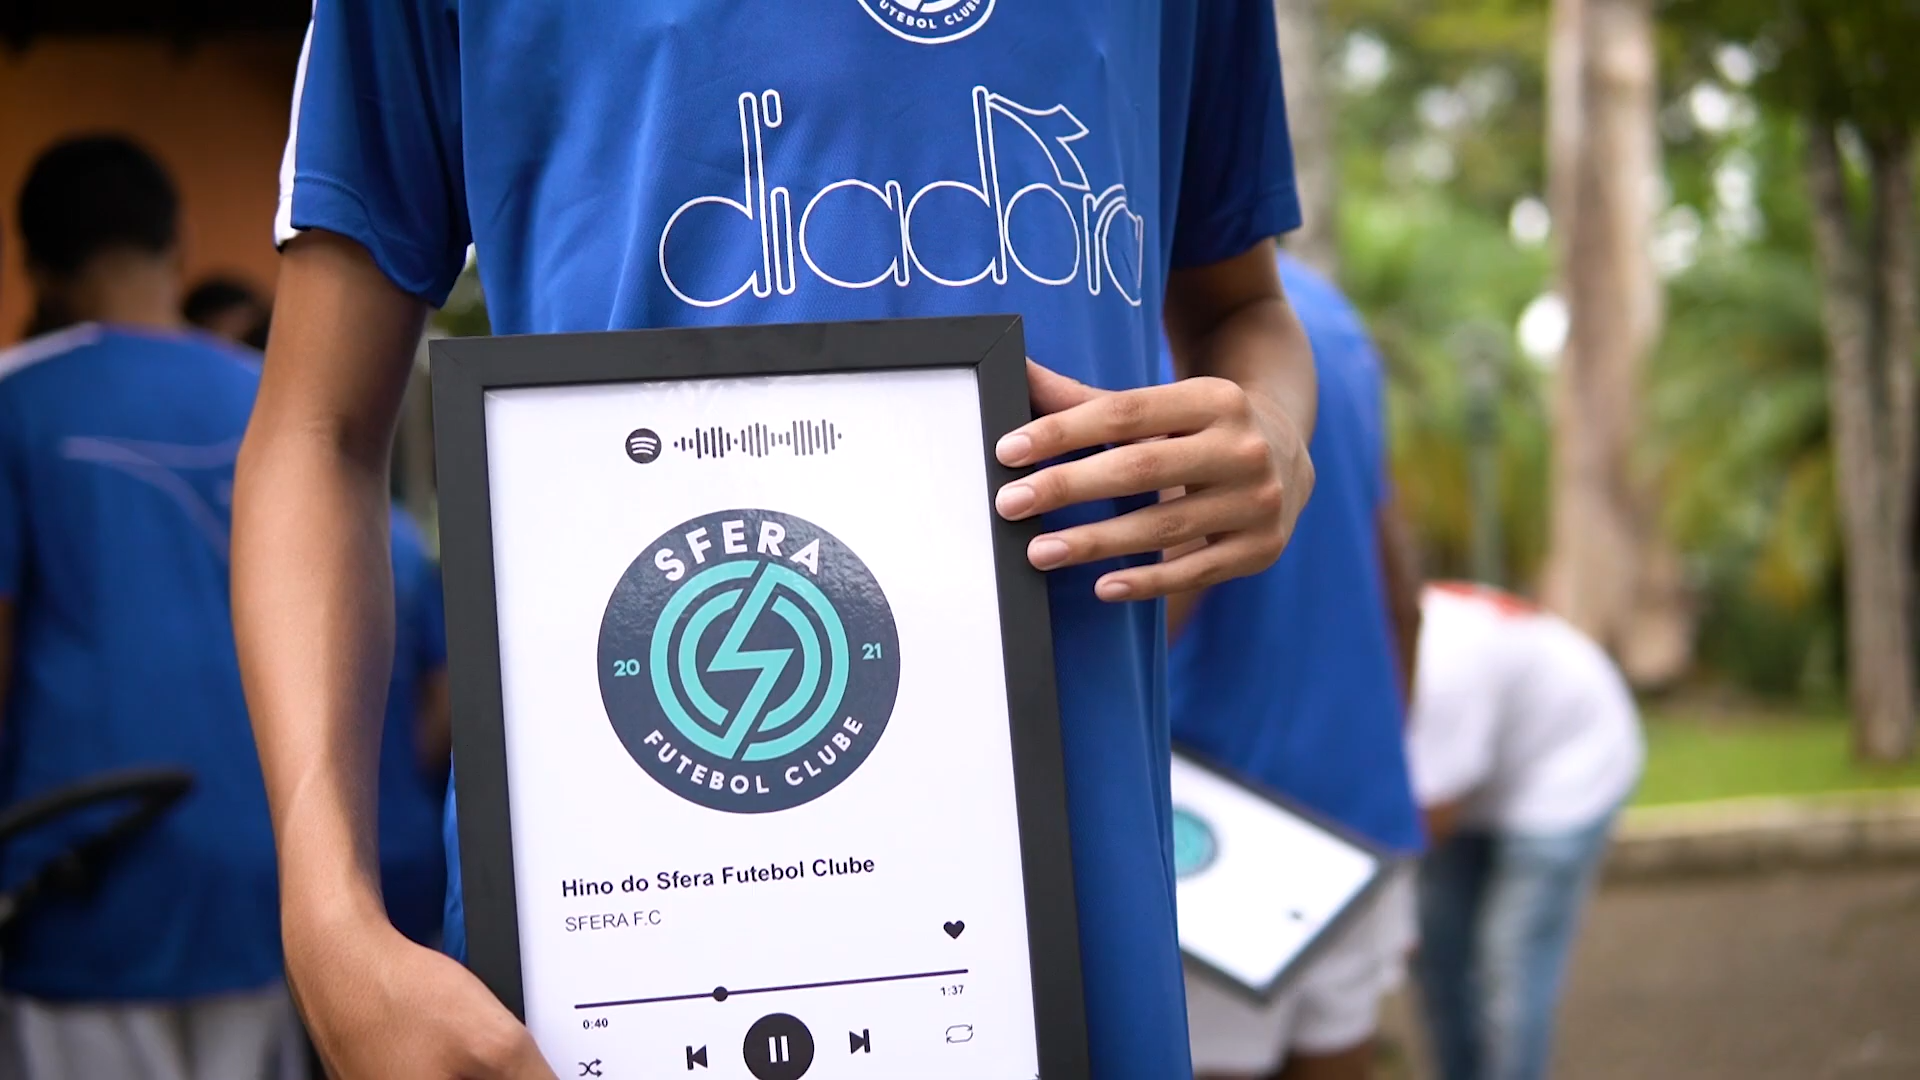 FUTEBOL CLUBE
diadora
SFERA
20 21
FUTEBOL CLUBE
Hino do Sfera Futebol Clube
SFERA F.C
0:40
1:37